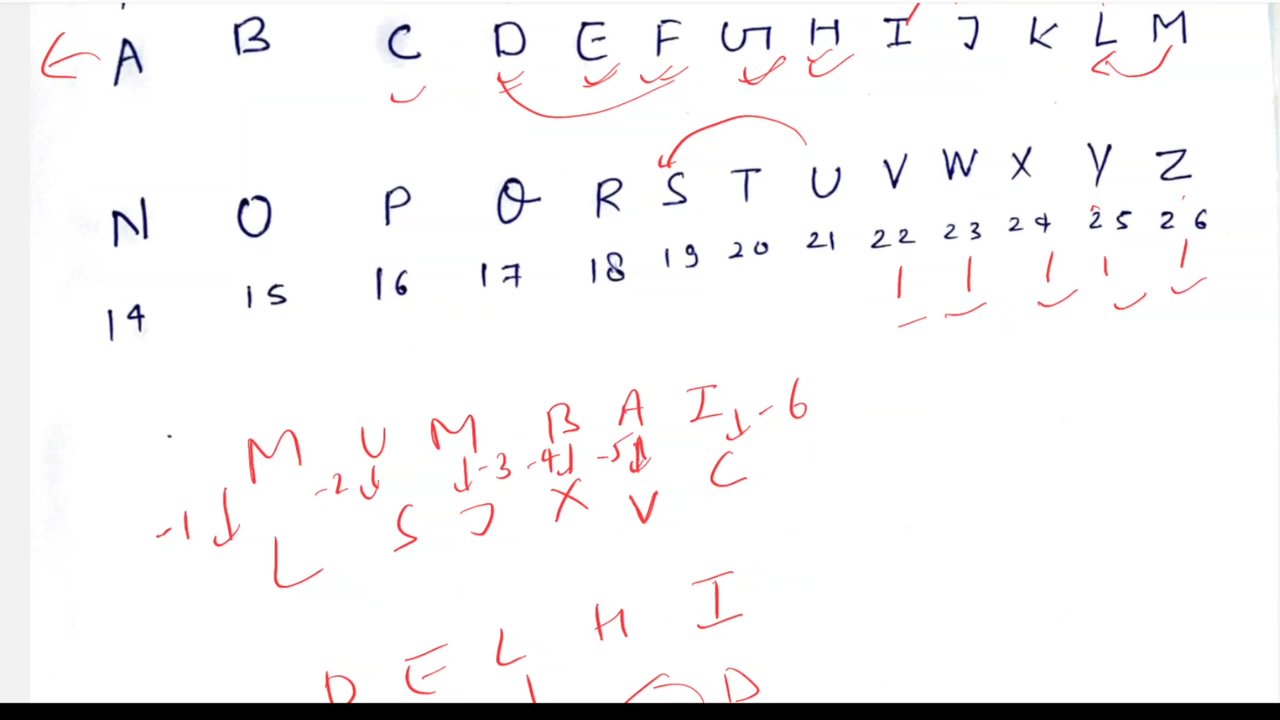 A B C D E F G H I J K L M
N O P Q R S T U V W X Y Z
14 15 16 17 18 19 20 21 22 23 24 25 26
M U M B A I
-1 -2 -3 -4 -5 -6
L S J X V C
D E L H I
D